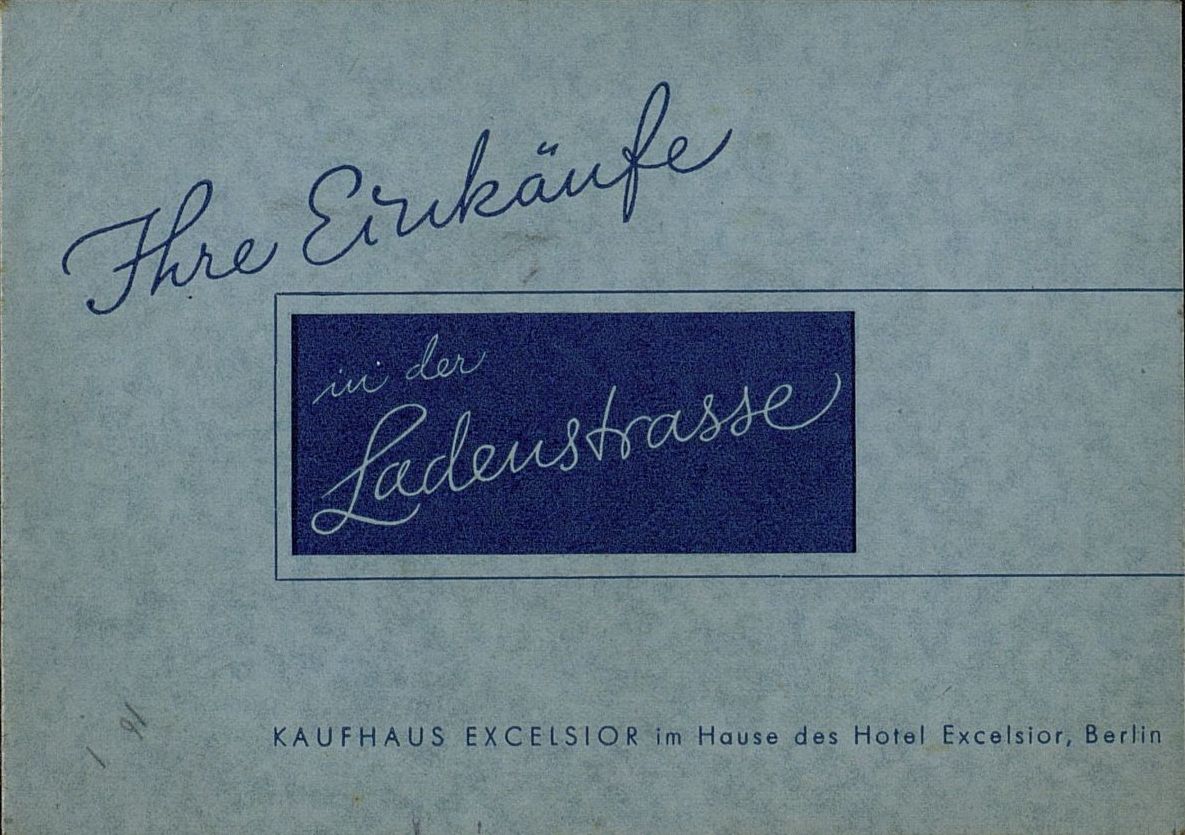 Ihre Einkäufe
in der
Ladenstrasse
KAUFHAUS EXCELSIOR im Hause des Hotel Excelsior, Berlin